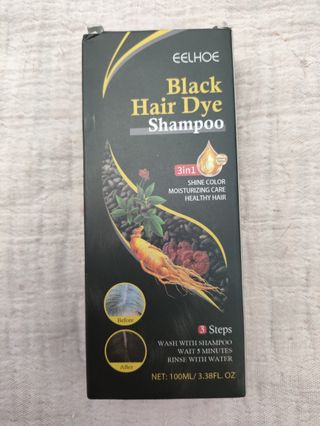 EELHOE
Black
Hair Dye
Shampoo
3in1
SHINE COLOR
MOISTURIZING CARE
HEALTHY HAIR
Before
After
3 Steps
WASH WITH SHAMPOO
WAIT 5 MINUTES
RINSE WITH WATER
NET: 100ML/ 3.38FL. OZ